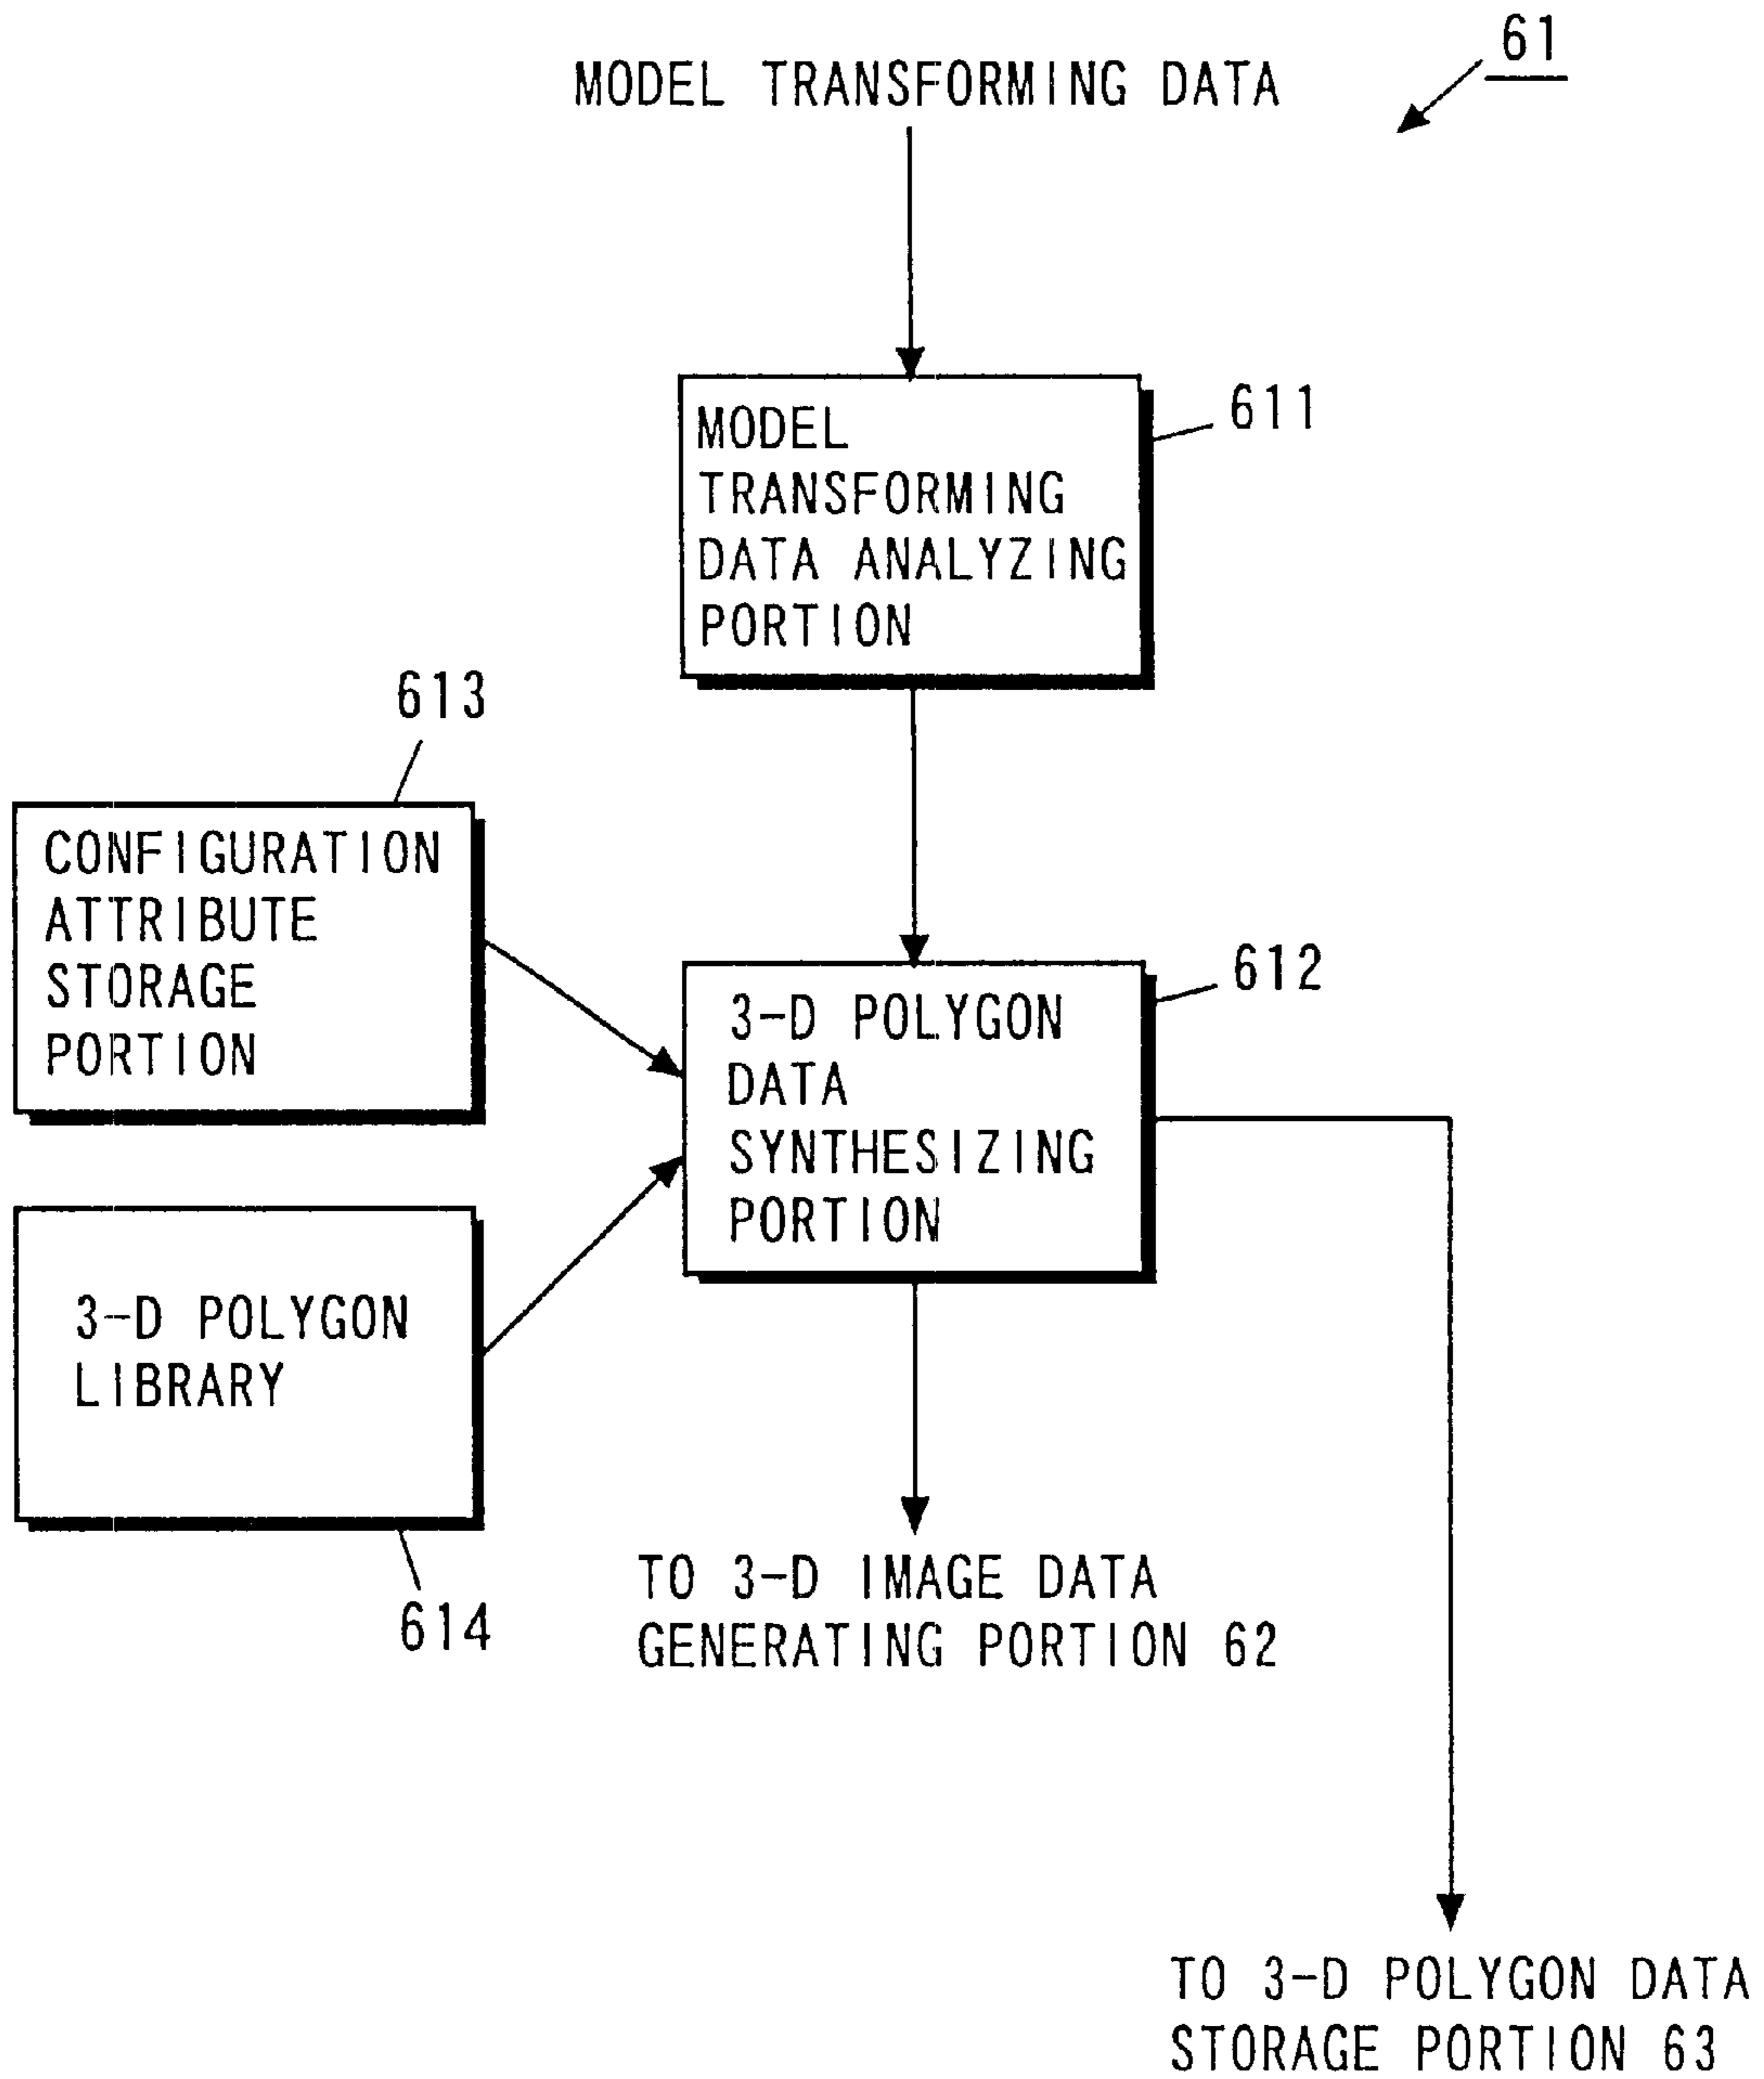 61
MODEL TRANSFORMING DATA
611
MODEL
TRANSFORMING
DATA ANALYZING
PORTION
613
CONFIGURATION
ATTRIBUTE
STORAGE
PORTION
612
3-D POLYGON
DATA
SYNTHESIZING
PORTION
3-D POLYGON
LIBRARY
614
TO 3-D IMAGE DATA
GENERATING PORTION 62
TO 3-D POLYGON DATA
STORAGE PORTION 63